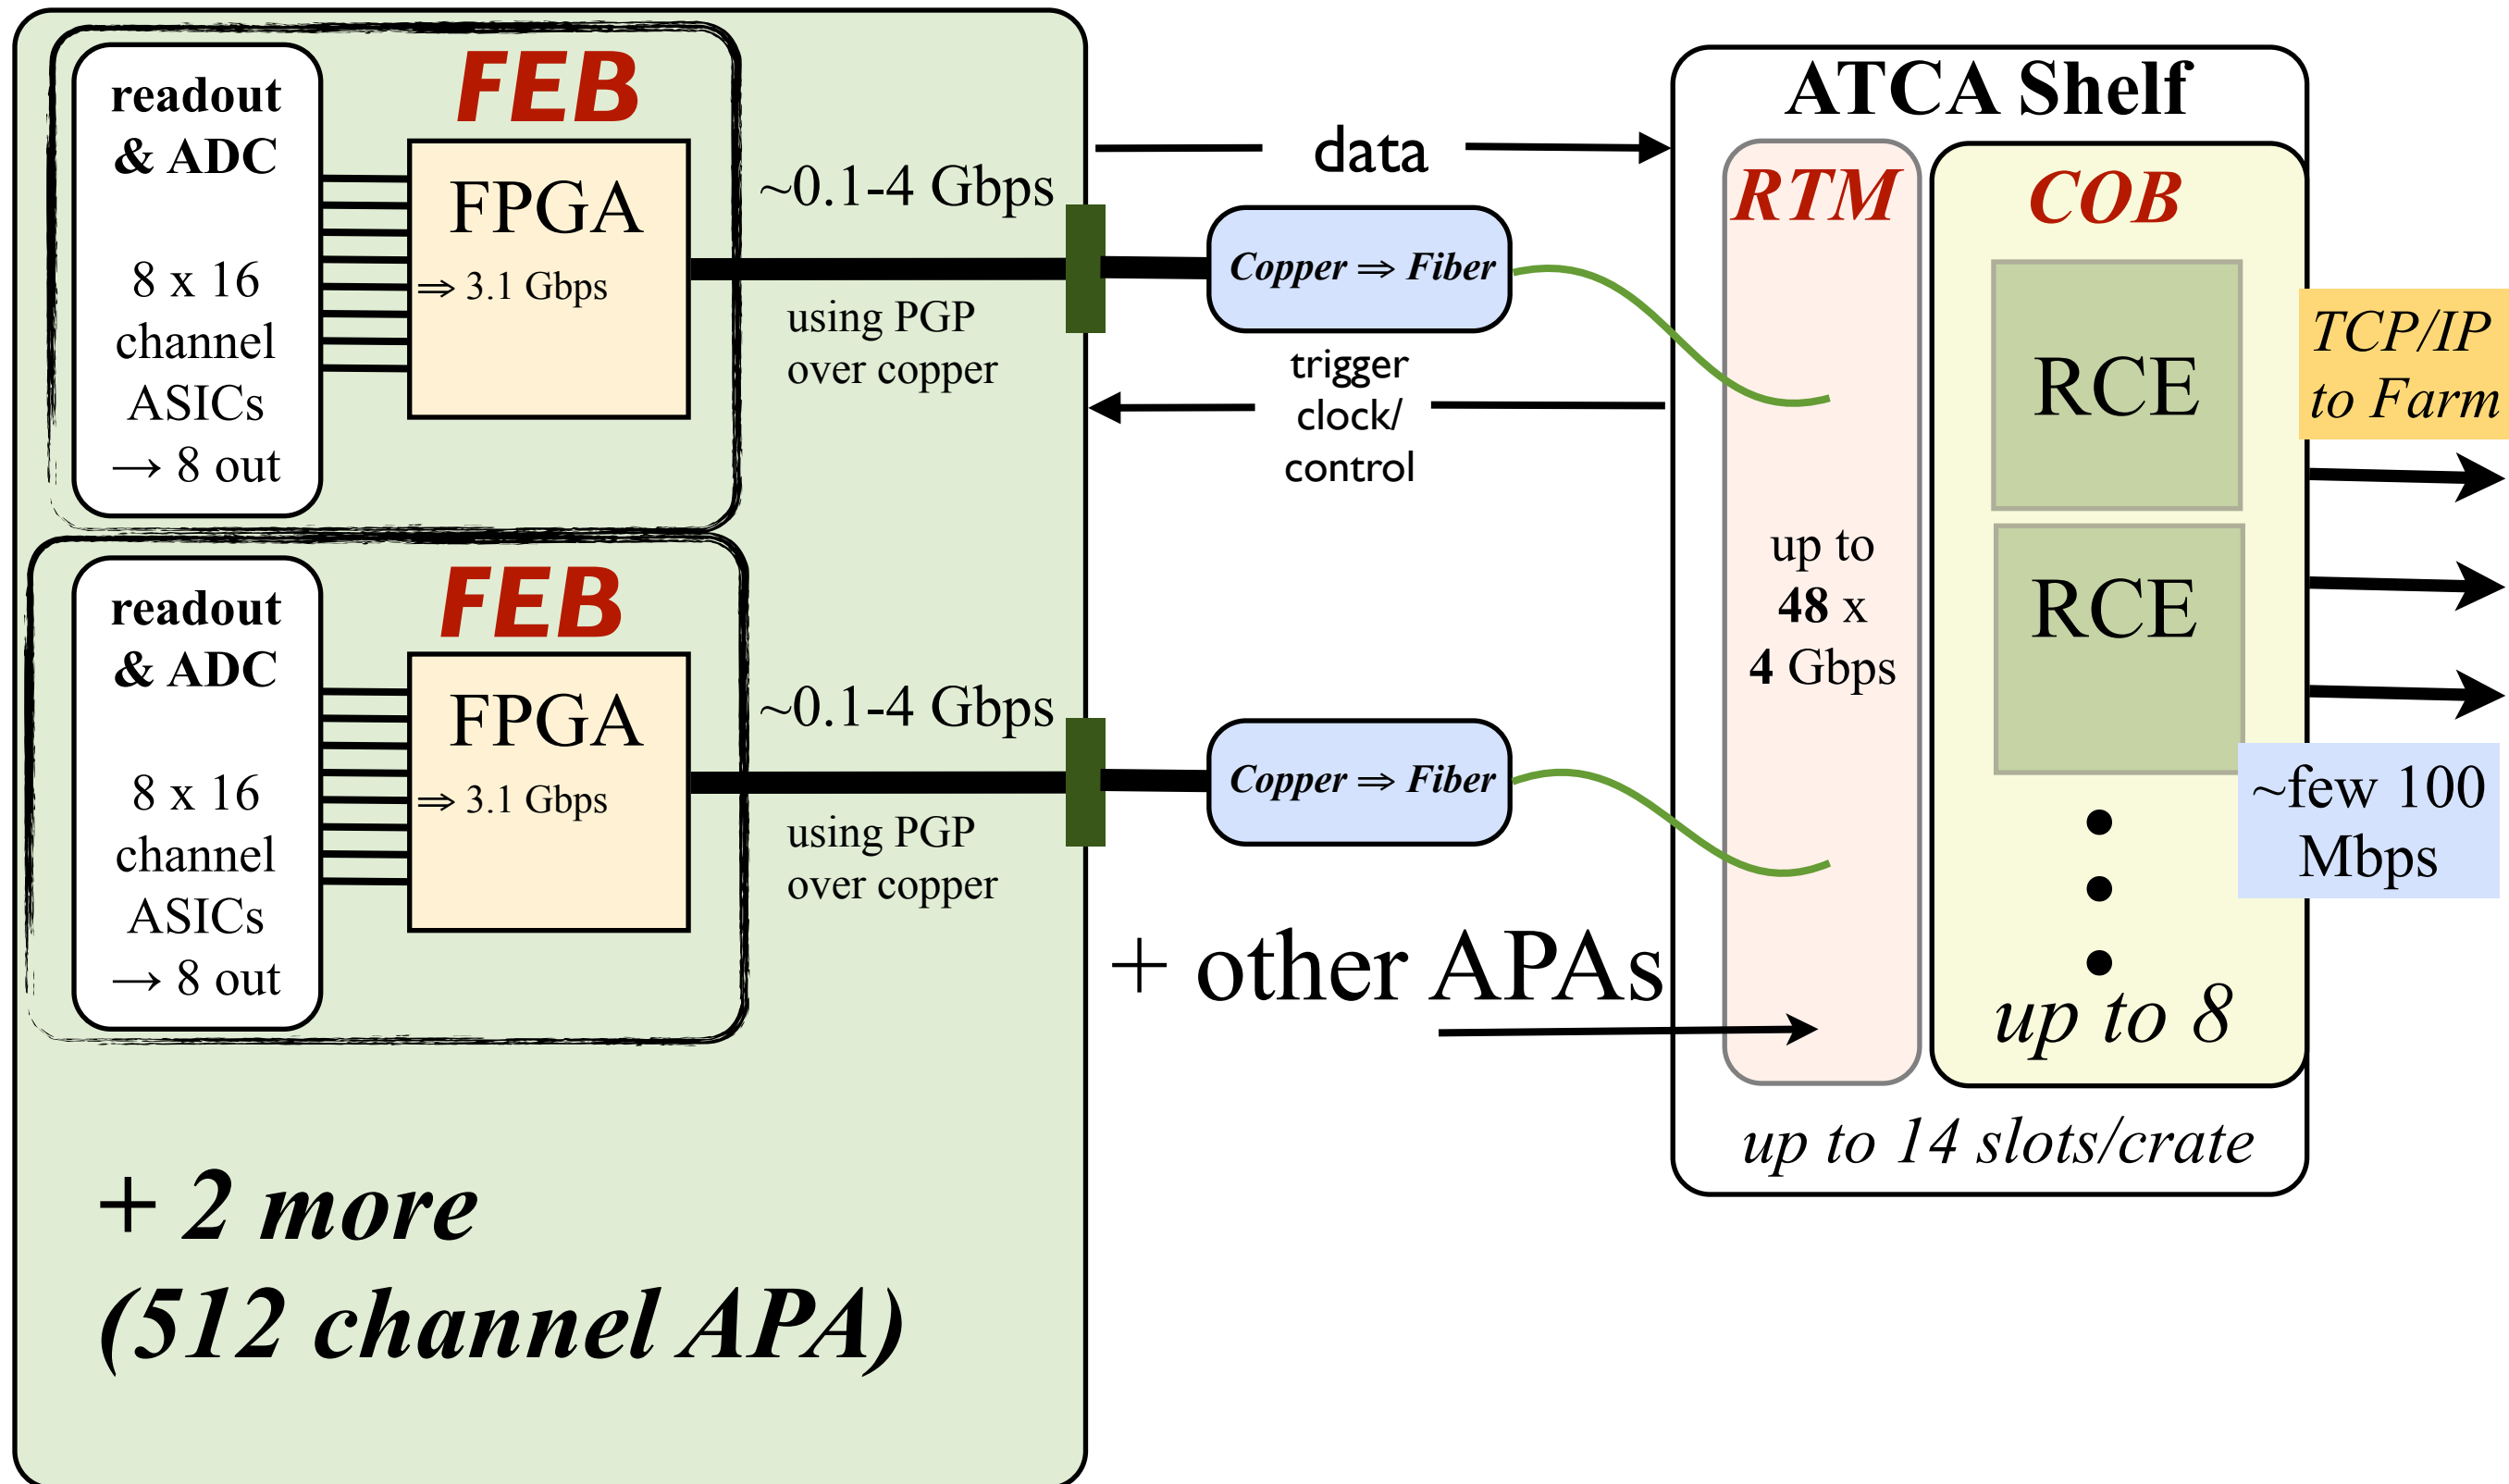 FEB
readout
& ADC
8 x 16
channel
ASICs
→ 8 out
FPGA
⇒ 3.1 Gbps
~0.1-4 Gbps
using PGP
over copper
FEB
readout
& ADC
8 x 16
channel
ASICs
→ 8 out
FPGA
⇒ 3.1 Gbps
~0.1-4 Gbps
using PGP
over copper
+ 2 more
(512 channel APA)
data
Copper ⇒ Fiber
trigger
clock/
control
Copper ⇒ Fiber
+ other APAs
ATCA Shelf
RTM
up to
48 x
4 Gbps
COB
RCE
RCE
up to 8
up to 14 slots/crate
TCP/IP
to Farm
~few 100
Mbps